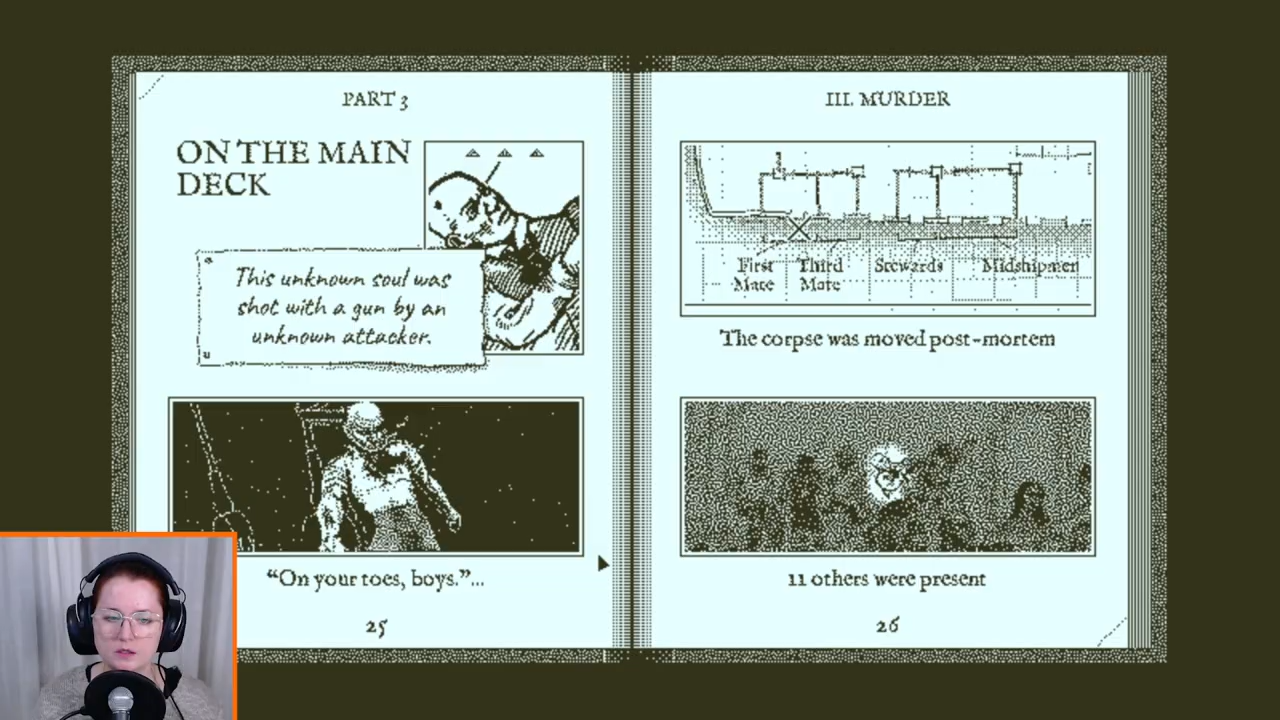 PART 3
ON THE MAIN
DECK
This unknown soul was
shot with a gun by an
unknown attacker.
"On your toes, boys."...
25
III. MURDER
First
Mate
Third
Mate
Stewards
Midshipmen
The corpse was moved post-mortem
11 others were present
26